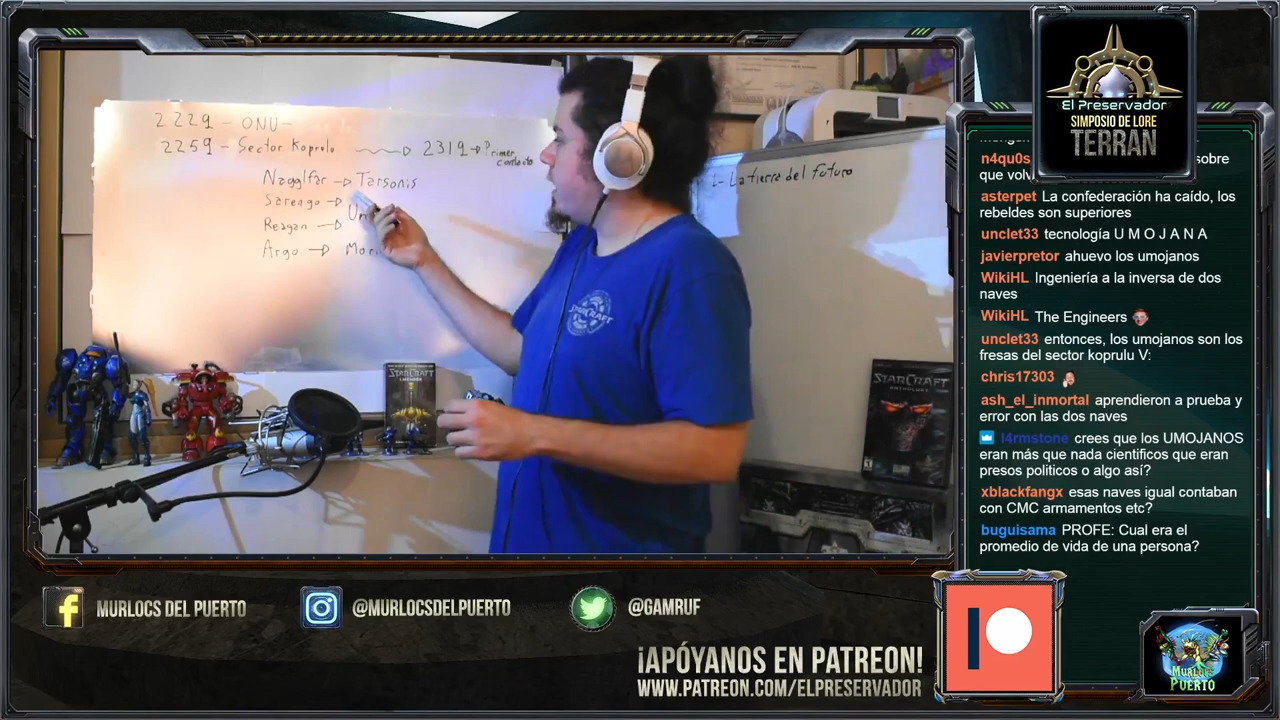 El Preservador
SIMPOSIO DE LORE
TERRAN
2229 - ONU -
2259 - Sector Koprulu → 2319 → Primer
contacto
Nagglfar → Tarsonis
Sarengo →
Reagan →
Argo →
1- La tierra del futuro
STARCRAFT
STARCRAFT
STARCRAFT
n4qu0s sobre
que volv
asterpet La confederación ha caído, los
rebeldes son superiores
unclet33 tecnología U M O J A N A
javierpretor ahuevo los umojanos
WikiHL Ingeniería a la inversa de dos
naves
WikiHL The Engineers
unclet33 entonces, los umojanos son los
fresas del sector koprulu V:
chris17303
ash_el_inmortal aprendieron a prueba y
error con las dos naves
l4rmstone crees que los UMOJANOS
eran más que nada cientificos que eran
presos politicos o algo así?
xblackfangx esas naves igual contaban
con CMC armamentos etc?
buguisama PROFE: Cual era el
promedio de vida de una persona?
MURLOCS DEL PUERTO
@MURLOCSDELPUERTO
@GAMRUF
¡APÓYANOS EN PATREON!
WWW.PATREON.COM/ELPRESERVADOR
MURLOCS
PUERTO